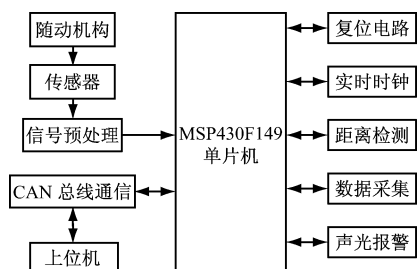 随动机构
传感器
信号预处理
CAN 总线通信
上位机
MSP430F149
单片机
复位电路
实时时钟
距离检测
数据采集
声光报警